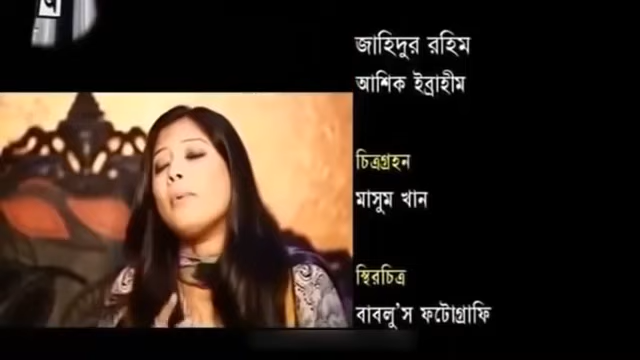 জাহিদুর রহিম
আশিক ইব্রাহীম
চিত্রগ্রহন
মাসুম খান
স্থিরচিত্র
বাবলু'স ফটোগ্রাফি